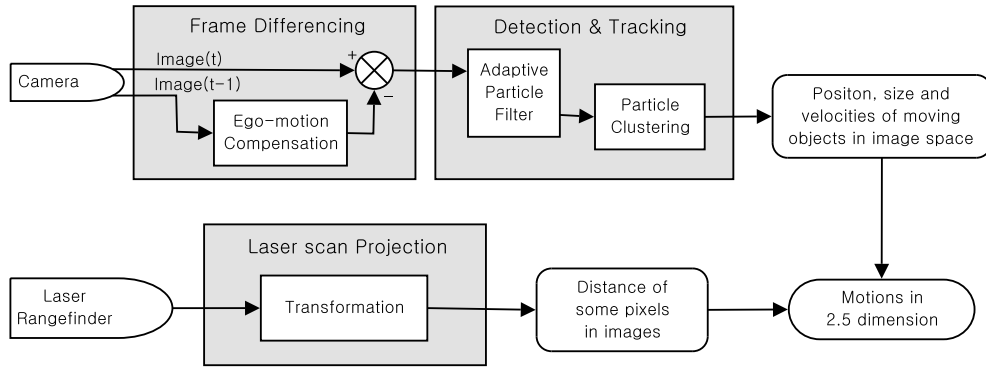 Frame Differencing
Detection & Tracking
Camera
Image(t)
Image(t-1)
+
-
Ego-motion
Compensation
Adaptive
Particle
Filter
Particle
Clustering
Positon, size and
velocities of moving
objects in image space
Laser scan Projection
Laser
Rangefinder
Transformation
Distance of
some pixels
in images
Motions in
2.5 dimension